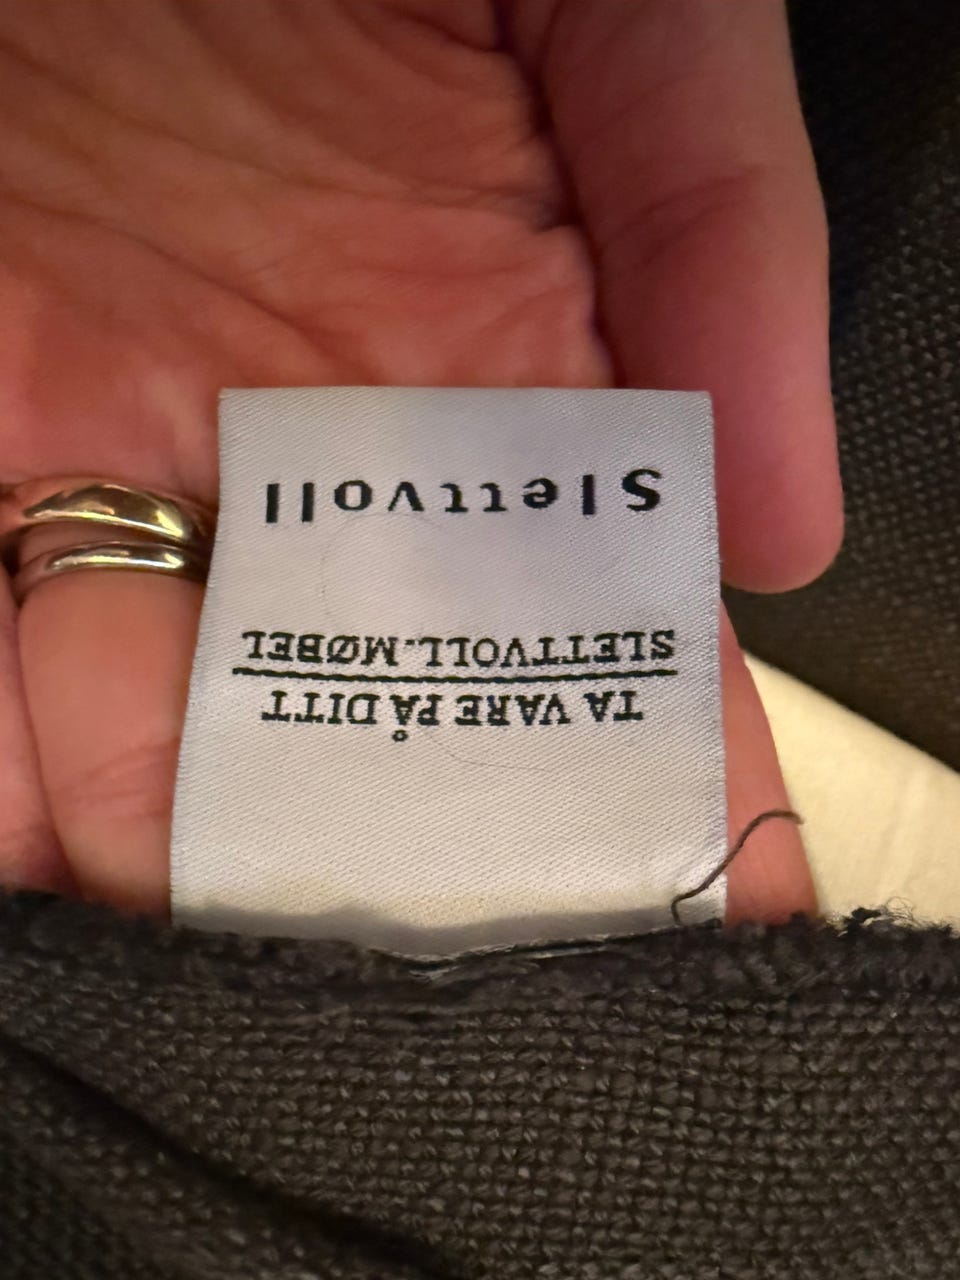 TA VARE PÅ DITT
SLETTVOLL-MØBEL
Slettvoll